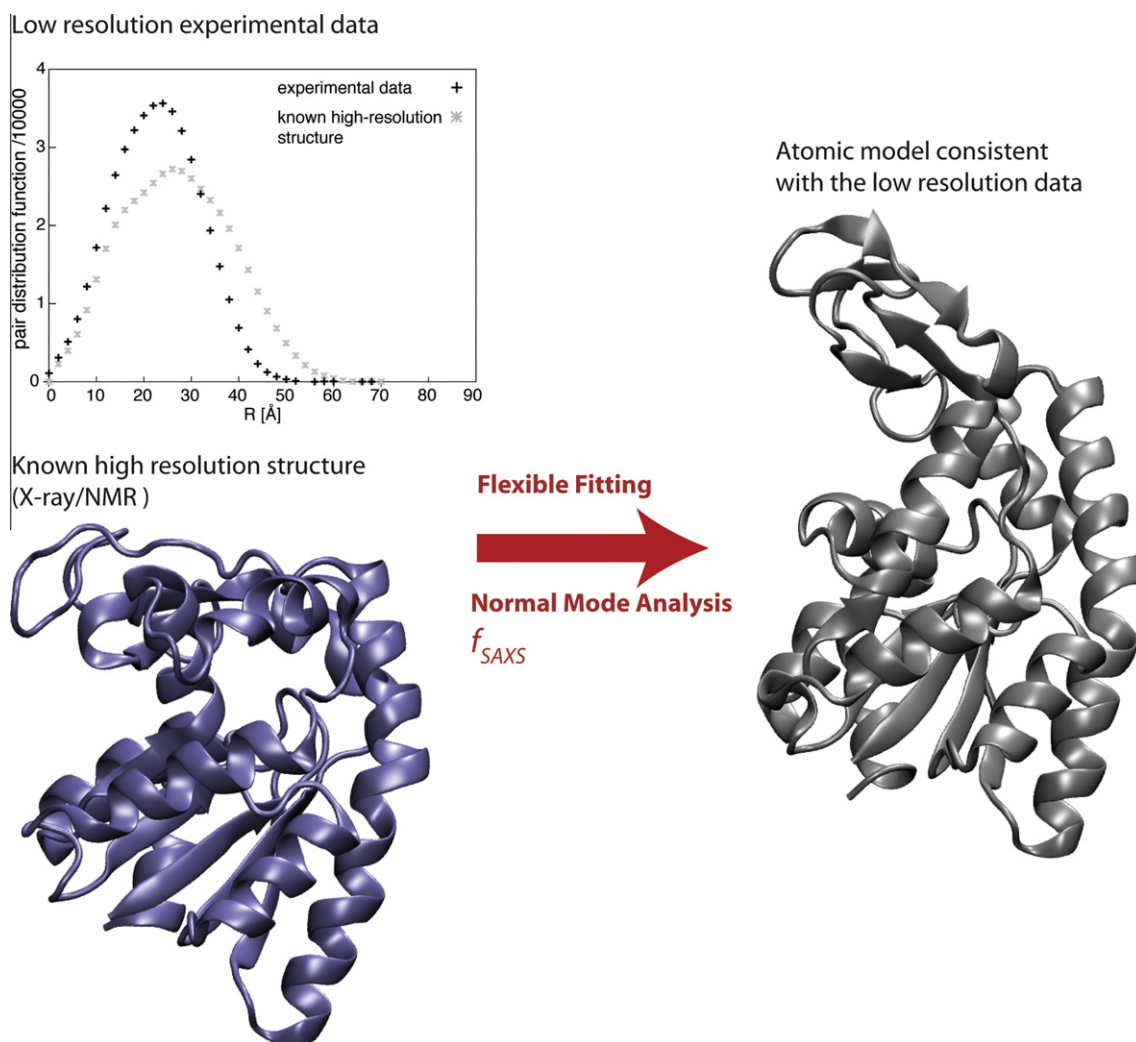 Low resolution experimental data
4
3
2
1
0
pair distribution function /10000
experimental data +
known high-resolution
structure
0 10 20 30 40 50 60 70 80 90
R [Å]
Known high resolution structure
(X-ray/NMR )
Flexible Fitting
Normal Mode Analysis
fSAXS
Atomic model consistent
with the low resolution data